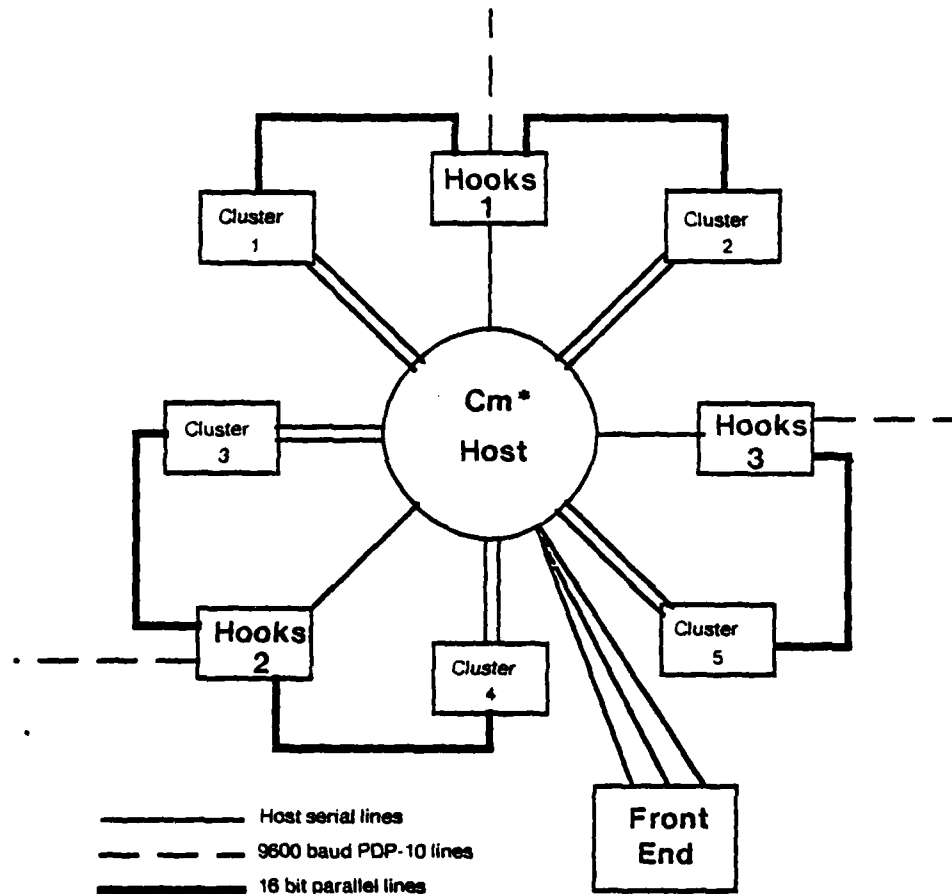 Hooks
1
Cluster
1
Cluster
2
Cm*
Host
Cluster
3
Hooks
3
Hooks
2
Cluster
4
Cluster
5
Front
End
Host serial lines
9600 baud PDP-10 lines
16 bit parallel lines